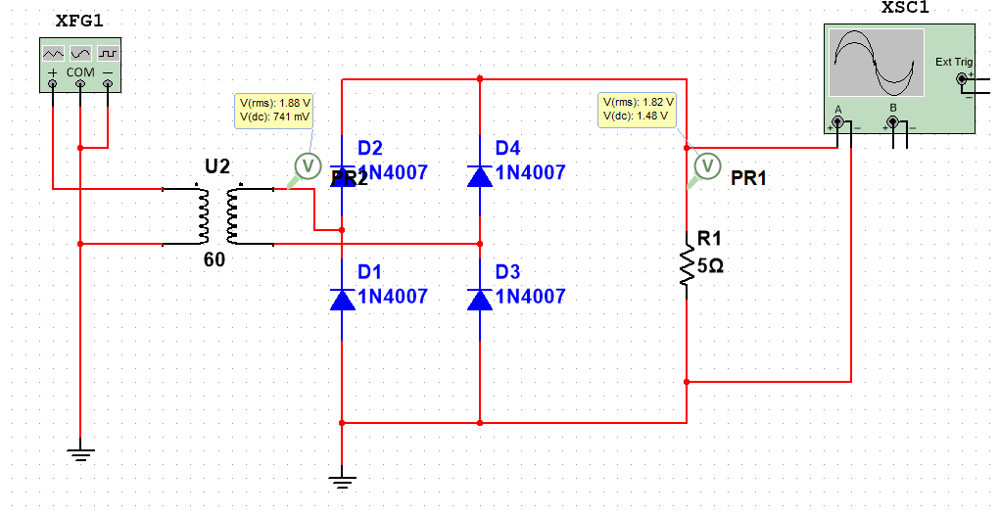 XFG1
XSC1
COM
+
−
Ext Trig
+
−
A
B
+
−
+
−
V(rms): 1.88 V
V(dc): 741 mV
V(rms): 1.82 V
V(dc): 1.48 V
U2
V
PR2
D2
1N4007
D4
1N4007
V
PR1
60
D1
1N4007
D3
1N4007
R1
5Ω